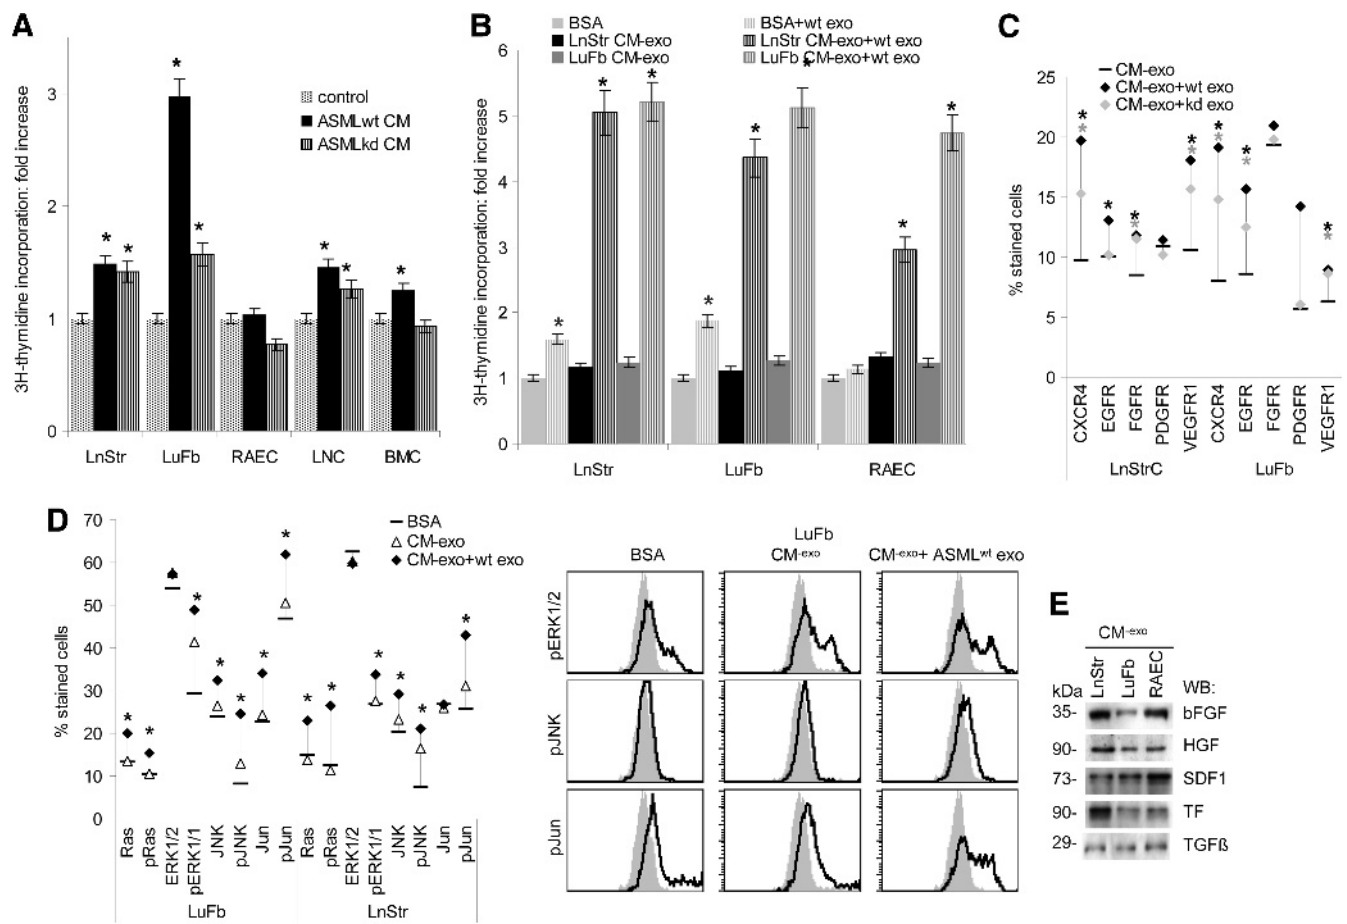 A
3H-thymidine incorporation: fold increase
3
2
1
0
control
ASMLwt CM
ASMLkd CM
*
* *
*
* *
*
LnStr LuFb RAEC LNC BMC
B
BSA
LnStr CM-exo
LuFb CM-exo
BSA+wt exo
LnStr CM-exo+wt exo
LuFb CM-exo+wt exo
3H-thymidine incorporation: fold increase
6
5
4
3
2
1
0
* * *
* * *
* *
LnStr LuFb RAEC
C
CM-exo
CM-exo+wt exo
CM-exo+kd exo
% stained cells
25
20
15
10
5
0
CXCR4
EGFR
FGFR
PDGFR
VEGFR1
CXCR4
EGFR
FGFR
PDGFR
VEGFR1
LnStrC LuFb
D
BSA
CM-exo
CM-exo+wt exo
% stained cells
70
60
50
40
30
20
10
0
Ras
pRas
ERK1/2
pERK1/1
JNK
pJNK
Jun
pJun
Ras
pRas
ERK1/2
pERK1/1
JNK
pJNK
Jun
pJun
LuFb LnStr
LuFb
BSA CM-exo CM-exo+ ASMLwt exo
pERK1/2
pJNK
pJun
E
CM-exo
LnStr
LuFb
RAEC
kDa WB:
35- bFGF
90- HGF
73- SDF1
90- TF
29- TGFß